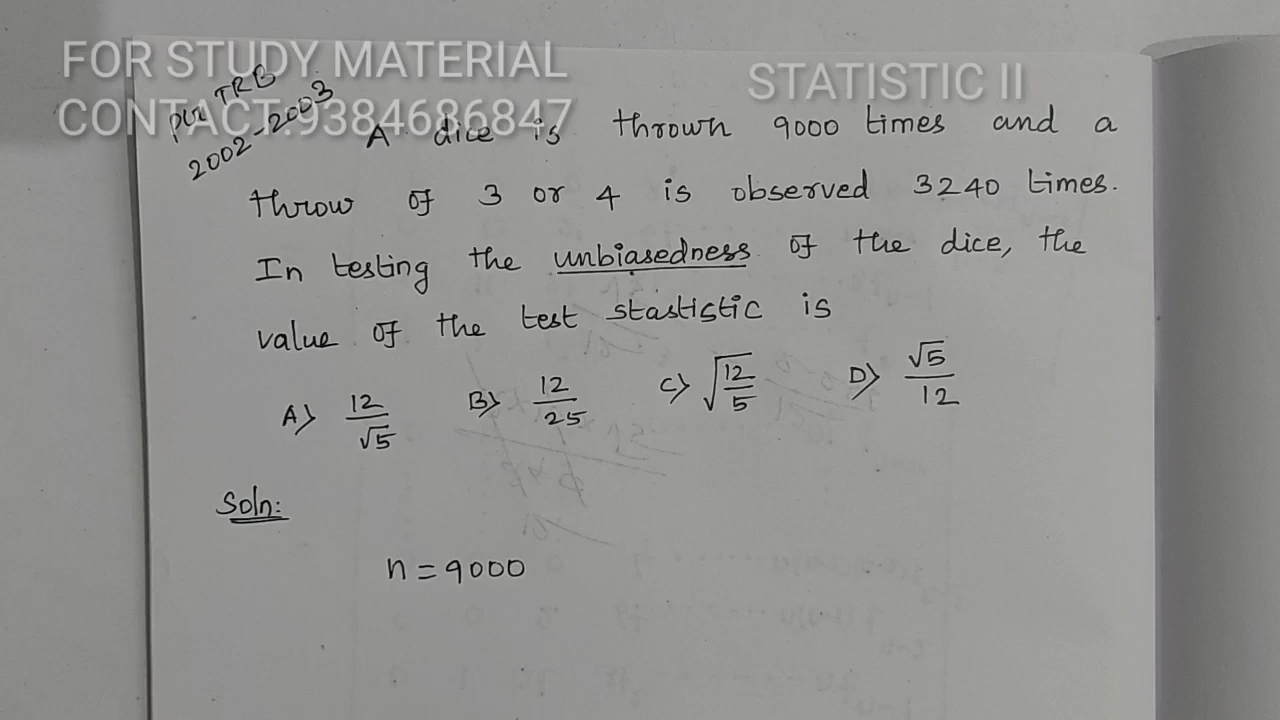 FOR STUDY MATERIAL
CONTACT:9384686847
STATISTIC II
TRB
2002-2003
A dice is thrown 9000 times and a
throw of 3 or 4 is observed 3240 times.
In testing the unbiasedness of the dice, the
value of the test stastistic is
A) 12/√5 B) 12/25 C) √12/5 D) √5/12
Soln:
n = 9000